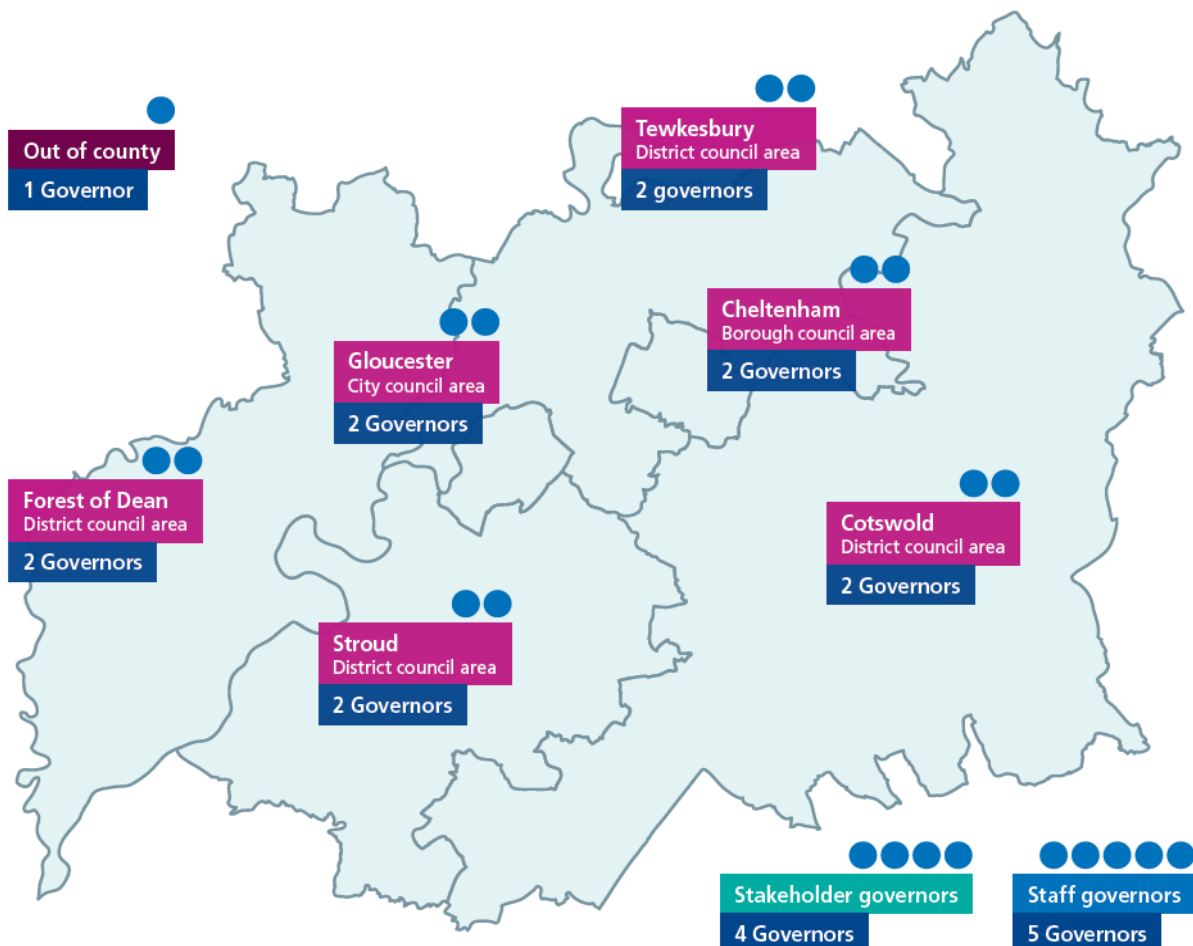 Out of county
1 Governor
Tewkesbury
District council area
2 governors
Cheltenham
Borough council area
2 Governors
Gloucester
City council area
2 Governors
Forest of Dean
District council area
2 Governors
Cotswold
District council area
2 Governors
Stroud
District council area
2 Governors
Stakeholder governors
4 Governors
Staff governors
5 Governors